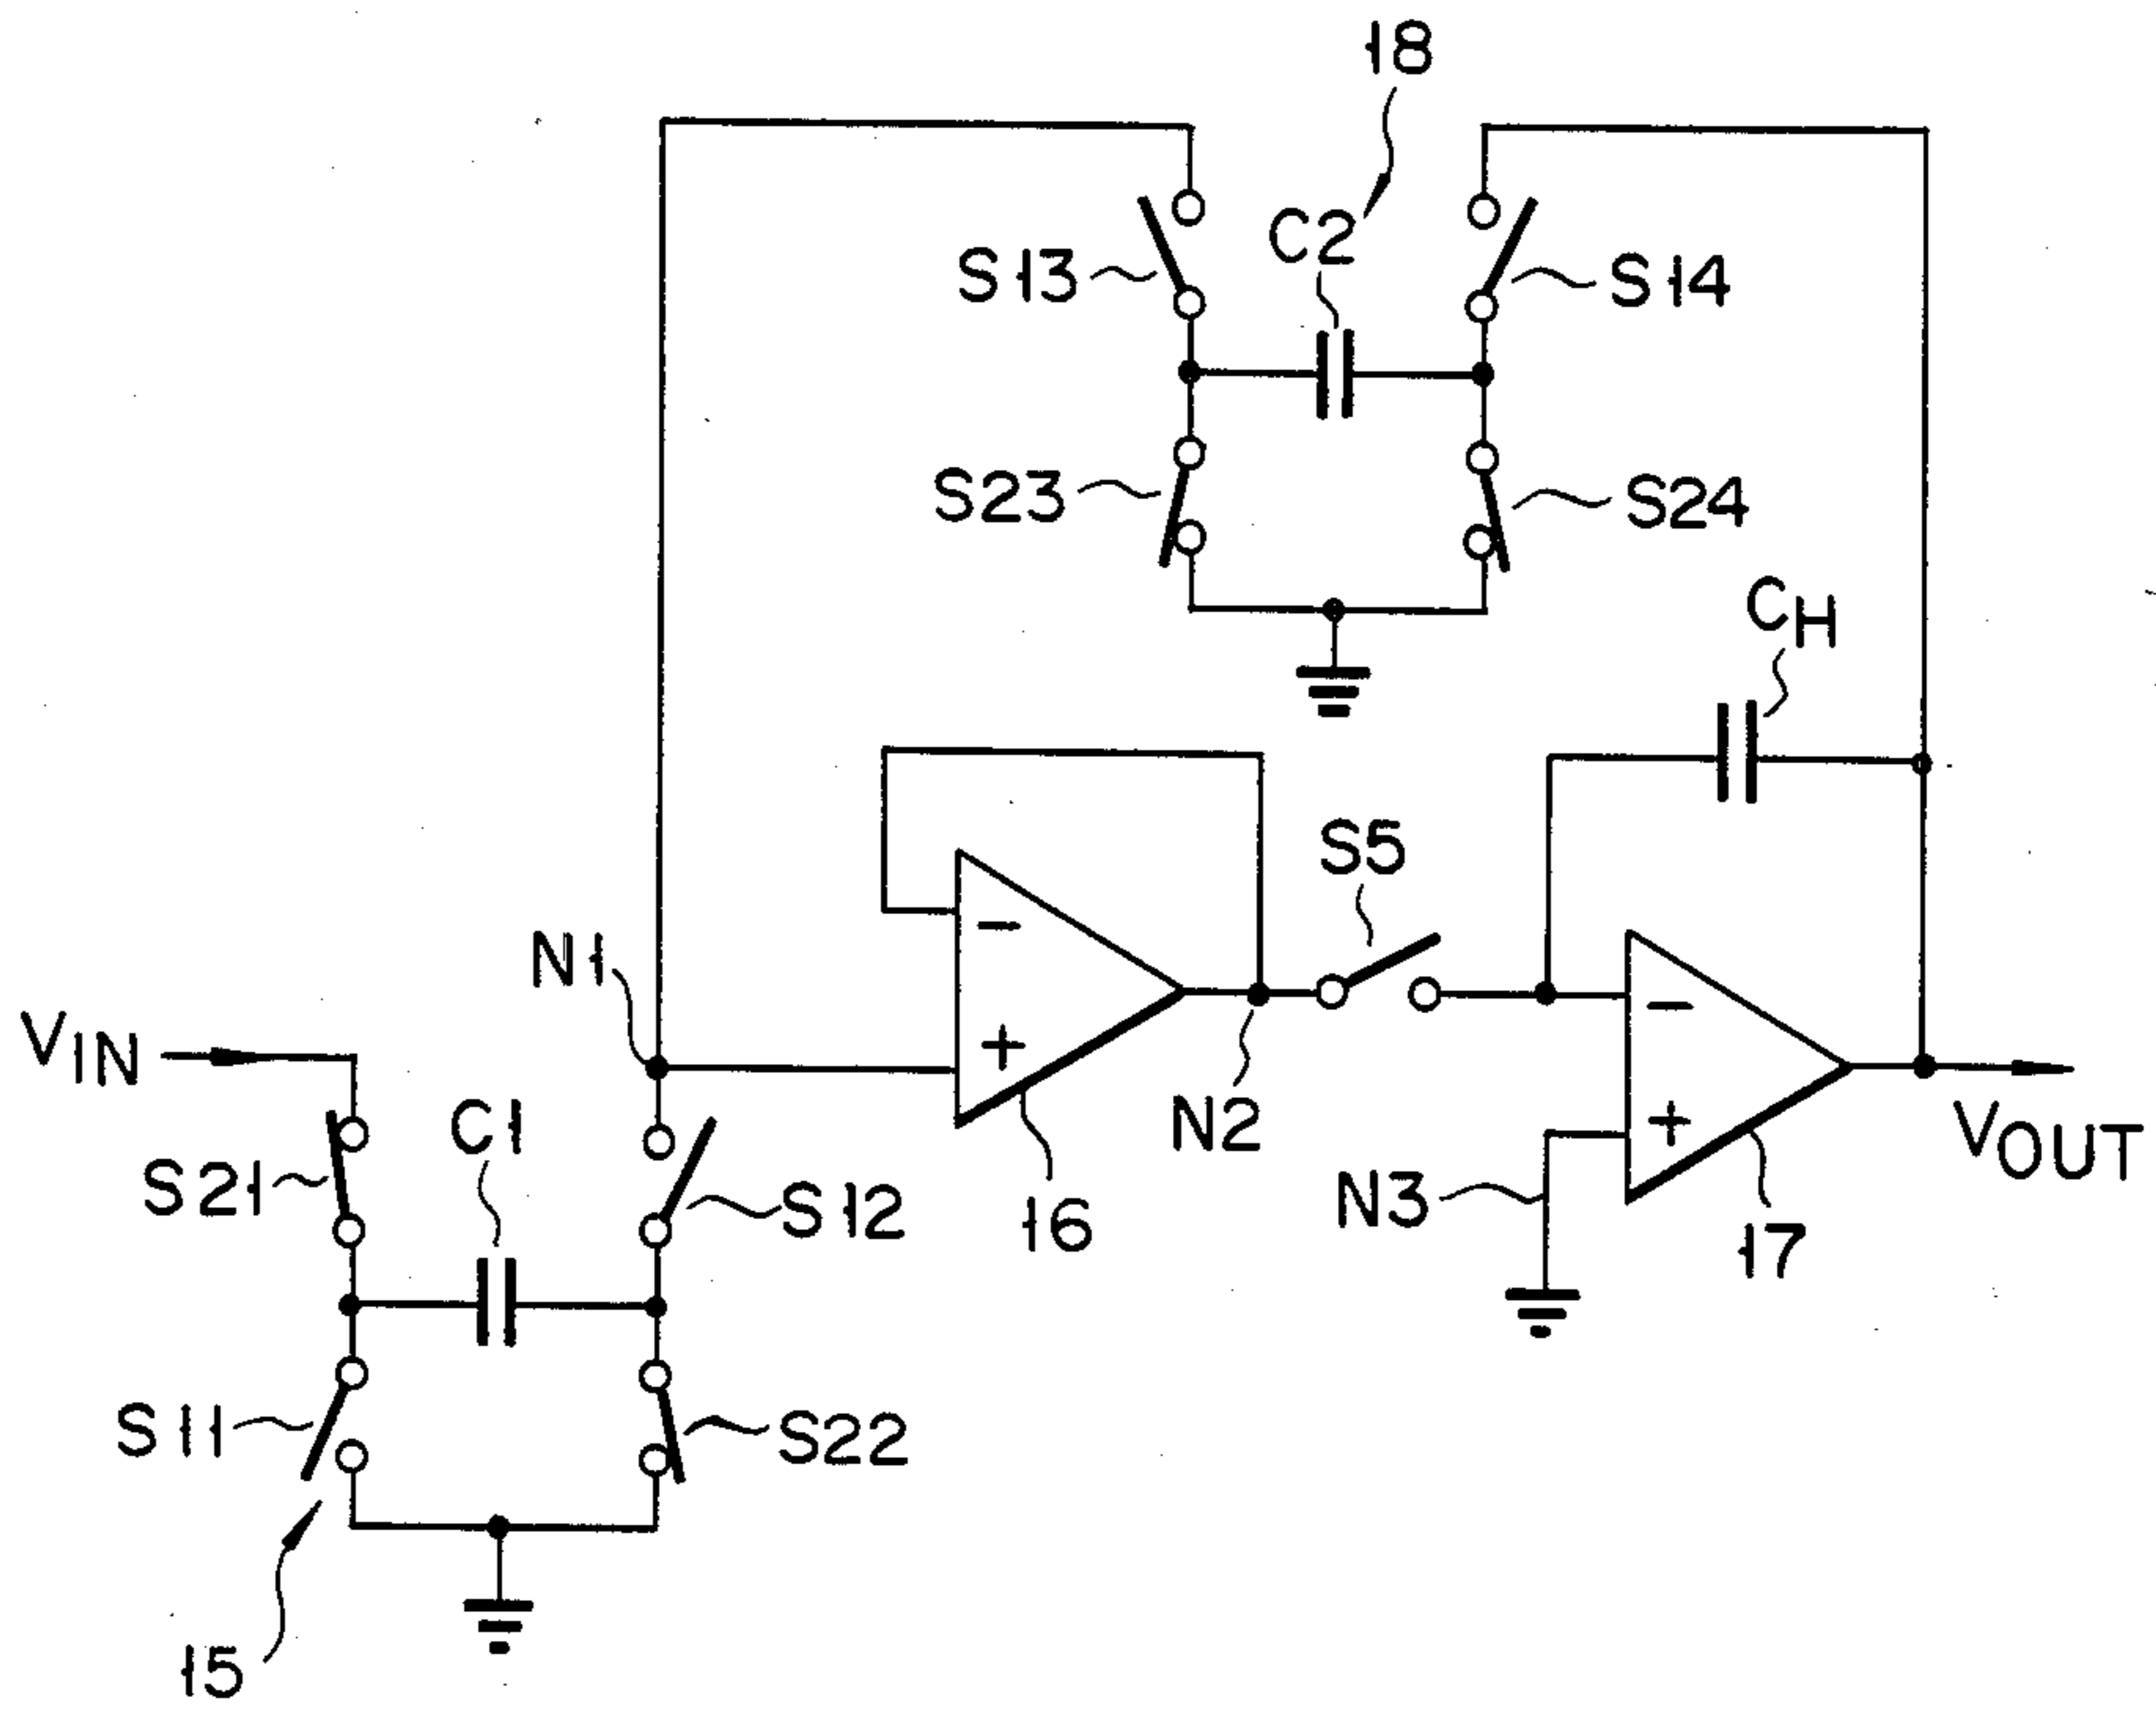 18
C2
S13
S14
S23
S24
CH
S5
N1
−
−
VIN
C1
+
N2
+
VOUT
S21
S12
16
N3
17
S11
S22
15